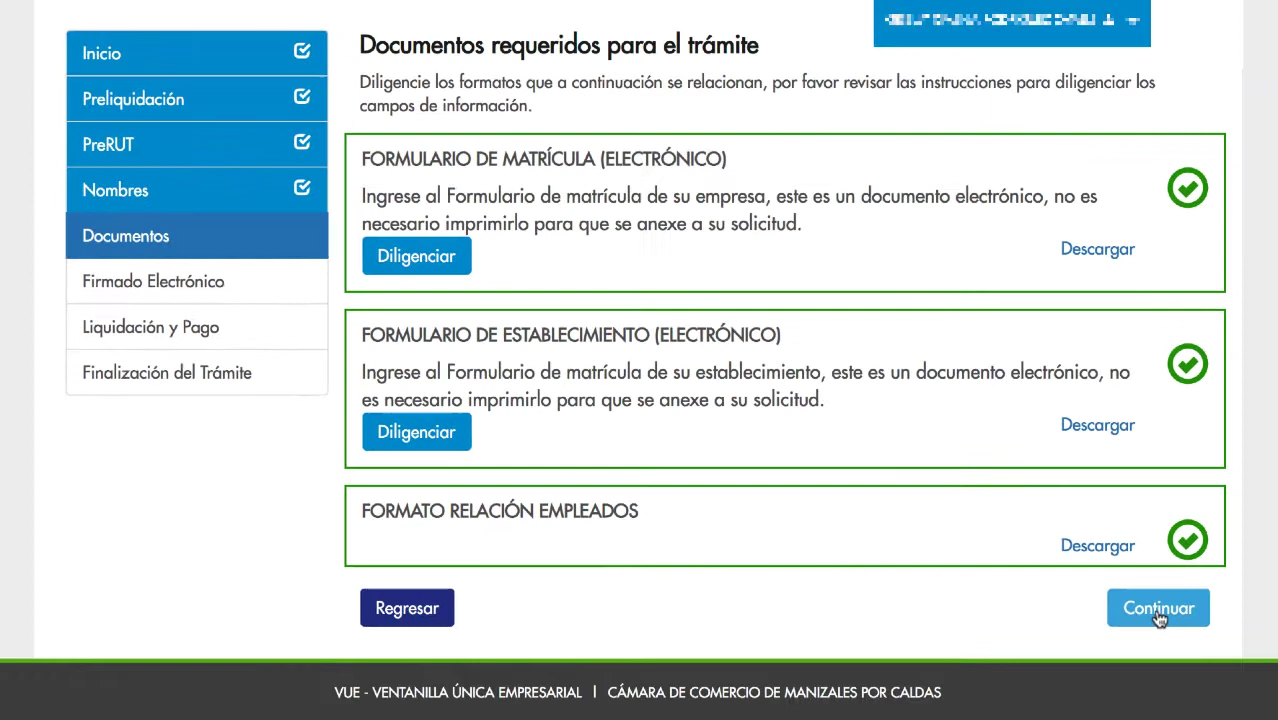 Inicio
Preliquidación
PreRUT
Nombres
Documentos
Firmado Electrónico
Liquidación y Pago
Finalización del Trámite
Documentos requeridos para el trámite
Diligencie los formatos que a continuación se relacionan, por favor revisar las instrucciones para diligenciar los
campos de información.
FORMULARIO DE MATRÍCULA (ELECTRÓNICO)
Ingrese al Formulario de matrícula de su empresa, este es un documento electrónico, no es
necesario imprimirlo para que se anexe a su solicitud.
Diligenciar
Descargar
FORMULARIO DE ESTABLECIMIENTO (ELECTRÓNICO)
Ingrese al Formulario de matrícula de su establecimiento, este es un documento electrónico, no
es necesario imprimirlo para que se anexe a su solicitud.
Diligenciar
Descargar
FORMATO RELACIÓN EMPLEADOS
Descargar
Regresar
Continuar
VUE - VENTANILLA ÚNICA EMPRESARIAL | CÁMARA DE COMERCIO DE MANIZALES POR CALDAS